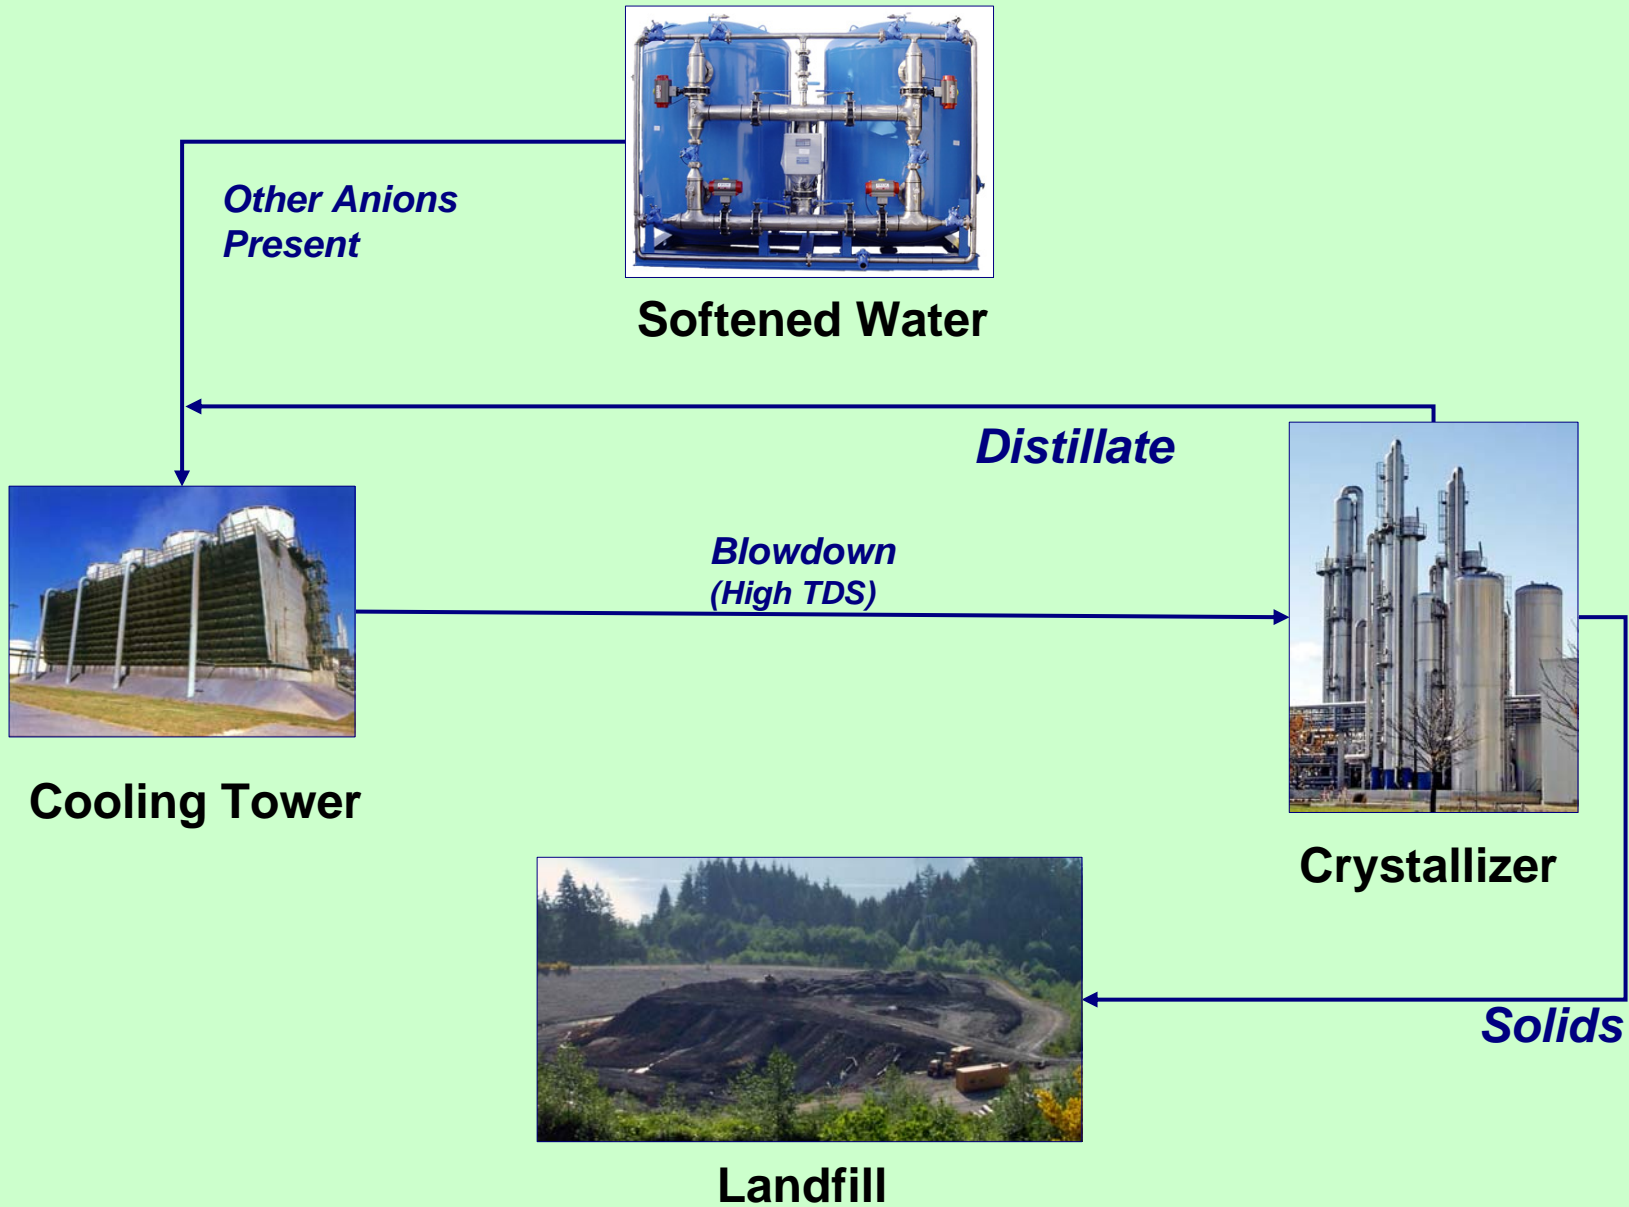 Other Anions
Present
Softened Water
Distillate
Blowdown
(High TDS)
Cooling Tower
Crystallizer
Solids
Landfill